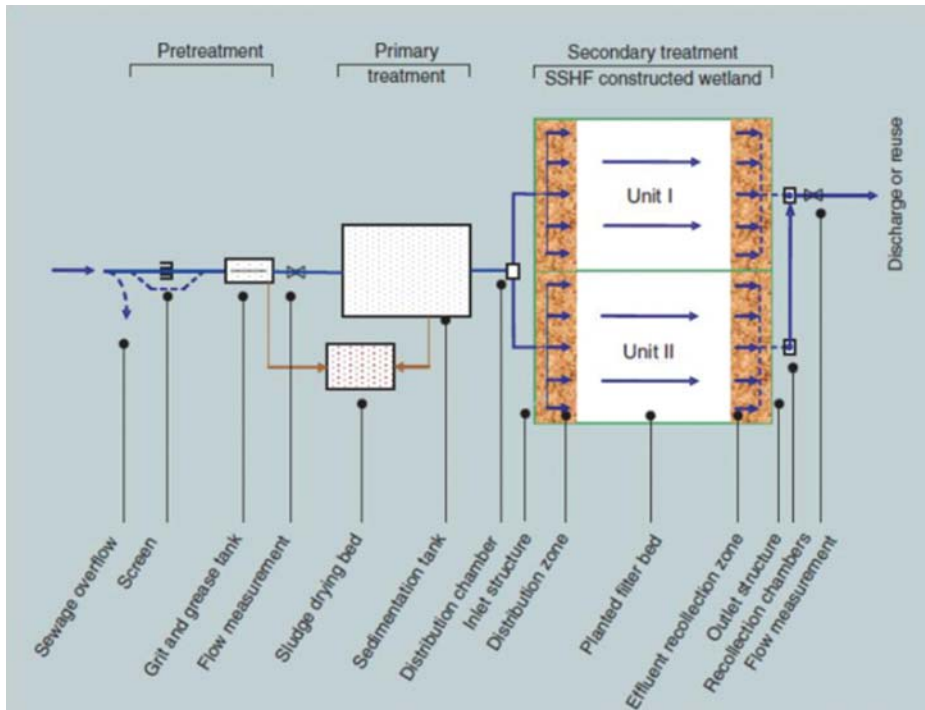 Pretreatment
Primary
treatment
Secondary treatment
SSHF constructed wetland
Unit I
Unit II
Discharge or reuse
Sewage overflow
Screen
Grit and grease tank
Flow measurement
Sludge drying bed
Sedimentation tank
Distribution chamber
Inlet structure
Distribution zone
Planted filter bed
Effluent recollection zone
Outlet structure
Recollection chambers
Flow measurement